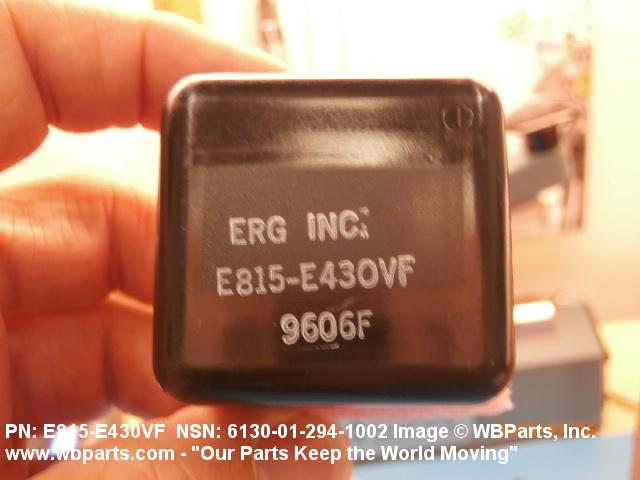 ERG INC.
E815-E430VF
9606F
PN: E815-E430VF NSN: 6130-01-294-1002 Image © WBParts, Inc.
www.wbparts.com - "Our Parts Keep the World Moving"